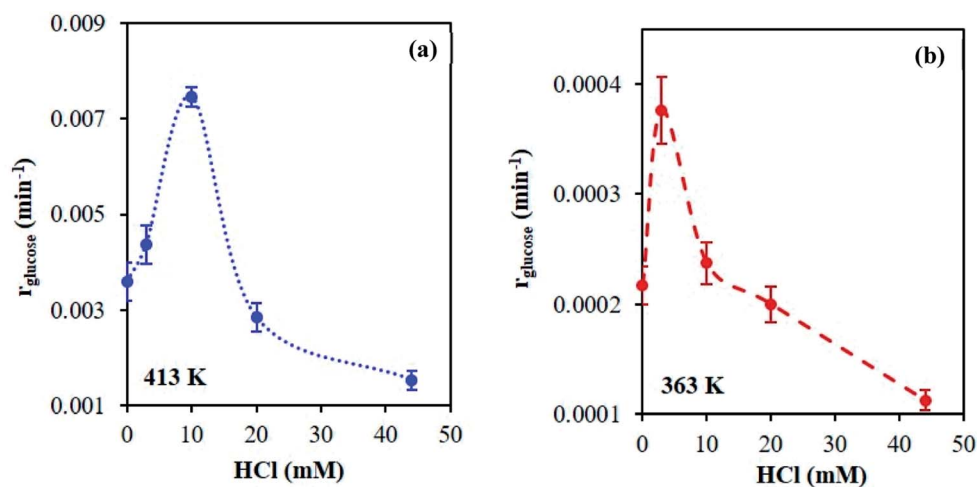 (a)
0.009
0.007
0.005
0.003
0.001
r_glucose (min⁻¹)
413 K
0 10 20 30 40 50
HCl (mM)
(b)
0.0004
0.0003
0.0002
0.0001
r_glucose (min⁻¹)
363 K
0 10 20 30 40 50
HCl (mM)